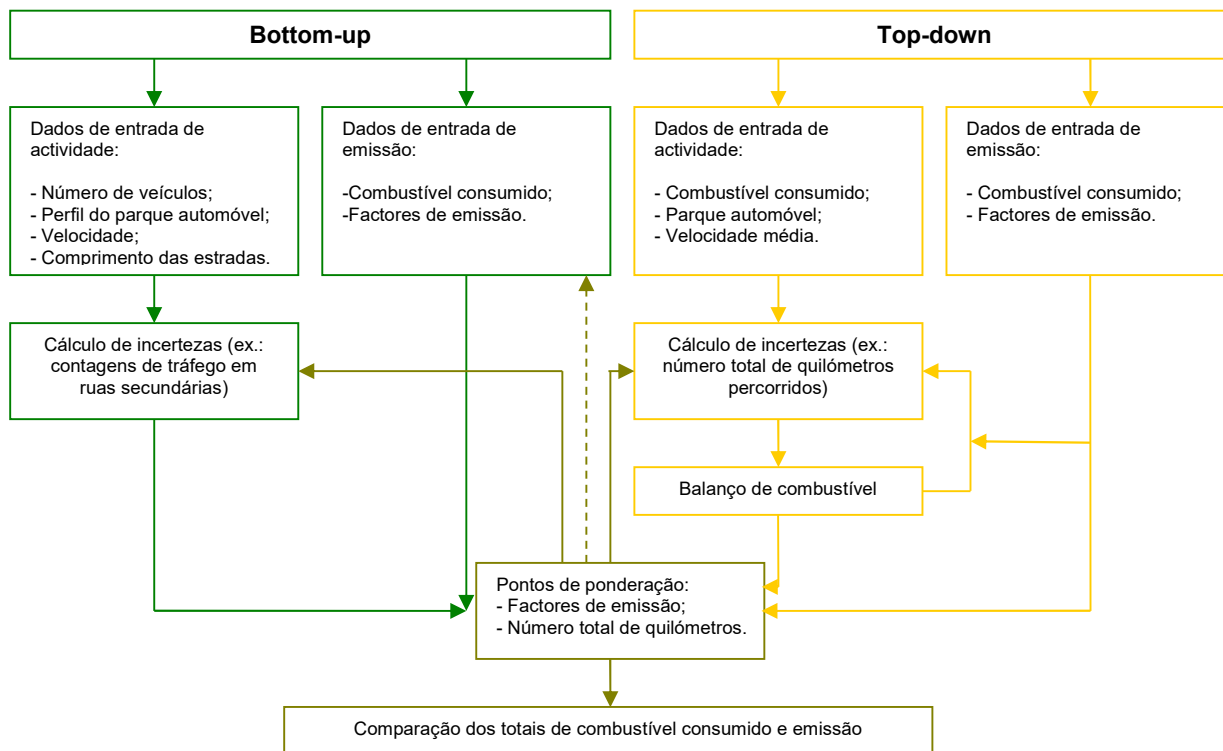 Bottom-up
Top-down
Dados de entrada de
actividade:
- Número de veículos;
- Perfil do parque automóvel;
- Velocidade;
- Comprimento das estradas.
Dados de entrada de
emissão:
-Combustível consumido;
-Factores de emissão.
Dados de entrada de
actividade:
- Combustível consumido;
- Parque automóvel;
- Velocidade média.
Dados de entrada de
emissão:
- Combustível consumido;
- Factores de emissão.
Cálculo de incertezas (ex.:
contagens de tráfego em
ruas secundárias)
Cálculo de incertezas (ex.:
número total de quilómetros
percorridos)
Balanço de combustível
Pontos de ponderação:
- Factores de emissão;
- Número total de quilómetros.
Comparação dos totais de combustível consumido e emissão